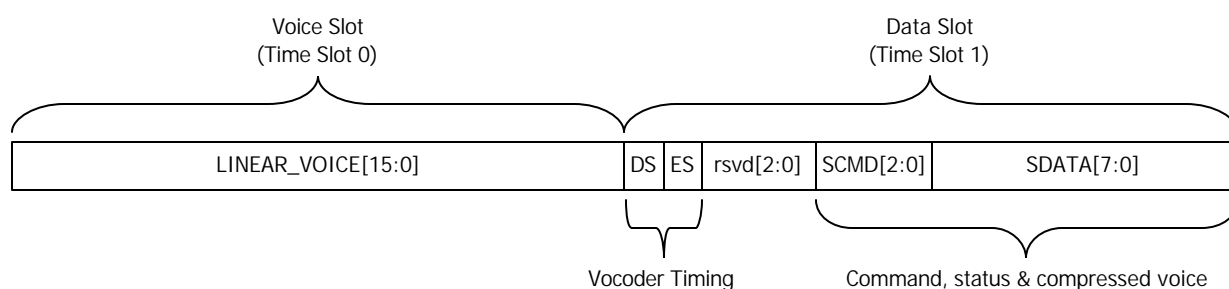 Voice Slot
(Time Slot 0)
Data Slot
(Time Slot 1)
LINEAR_VOICE[15:0]
DS
ES
rsvd[2:0]
SCMD[2:0]
SDATA[7:0]
Vocoder Timing
Command, status & compressed voice